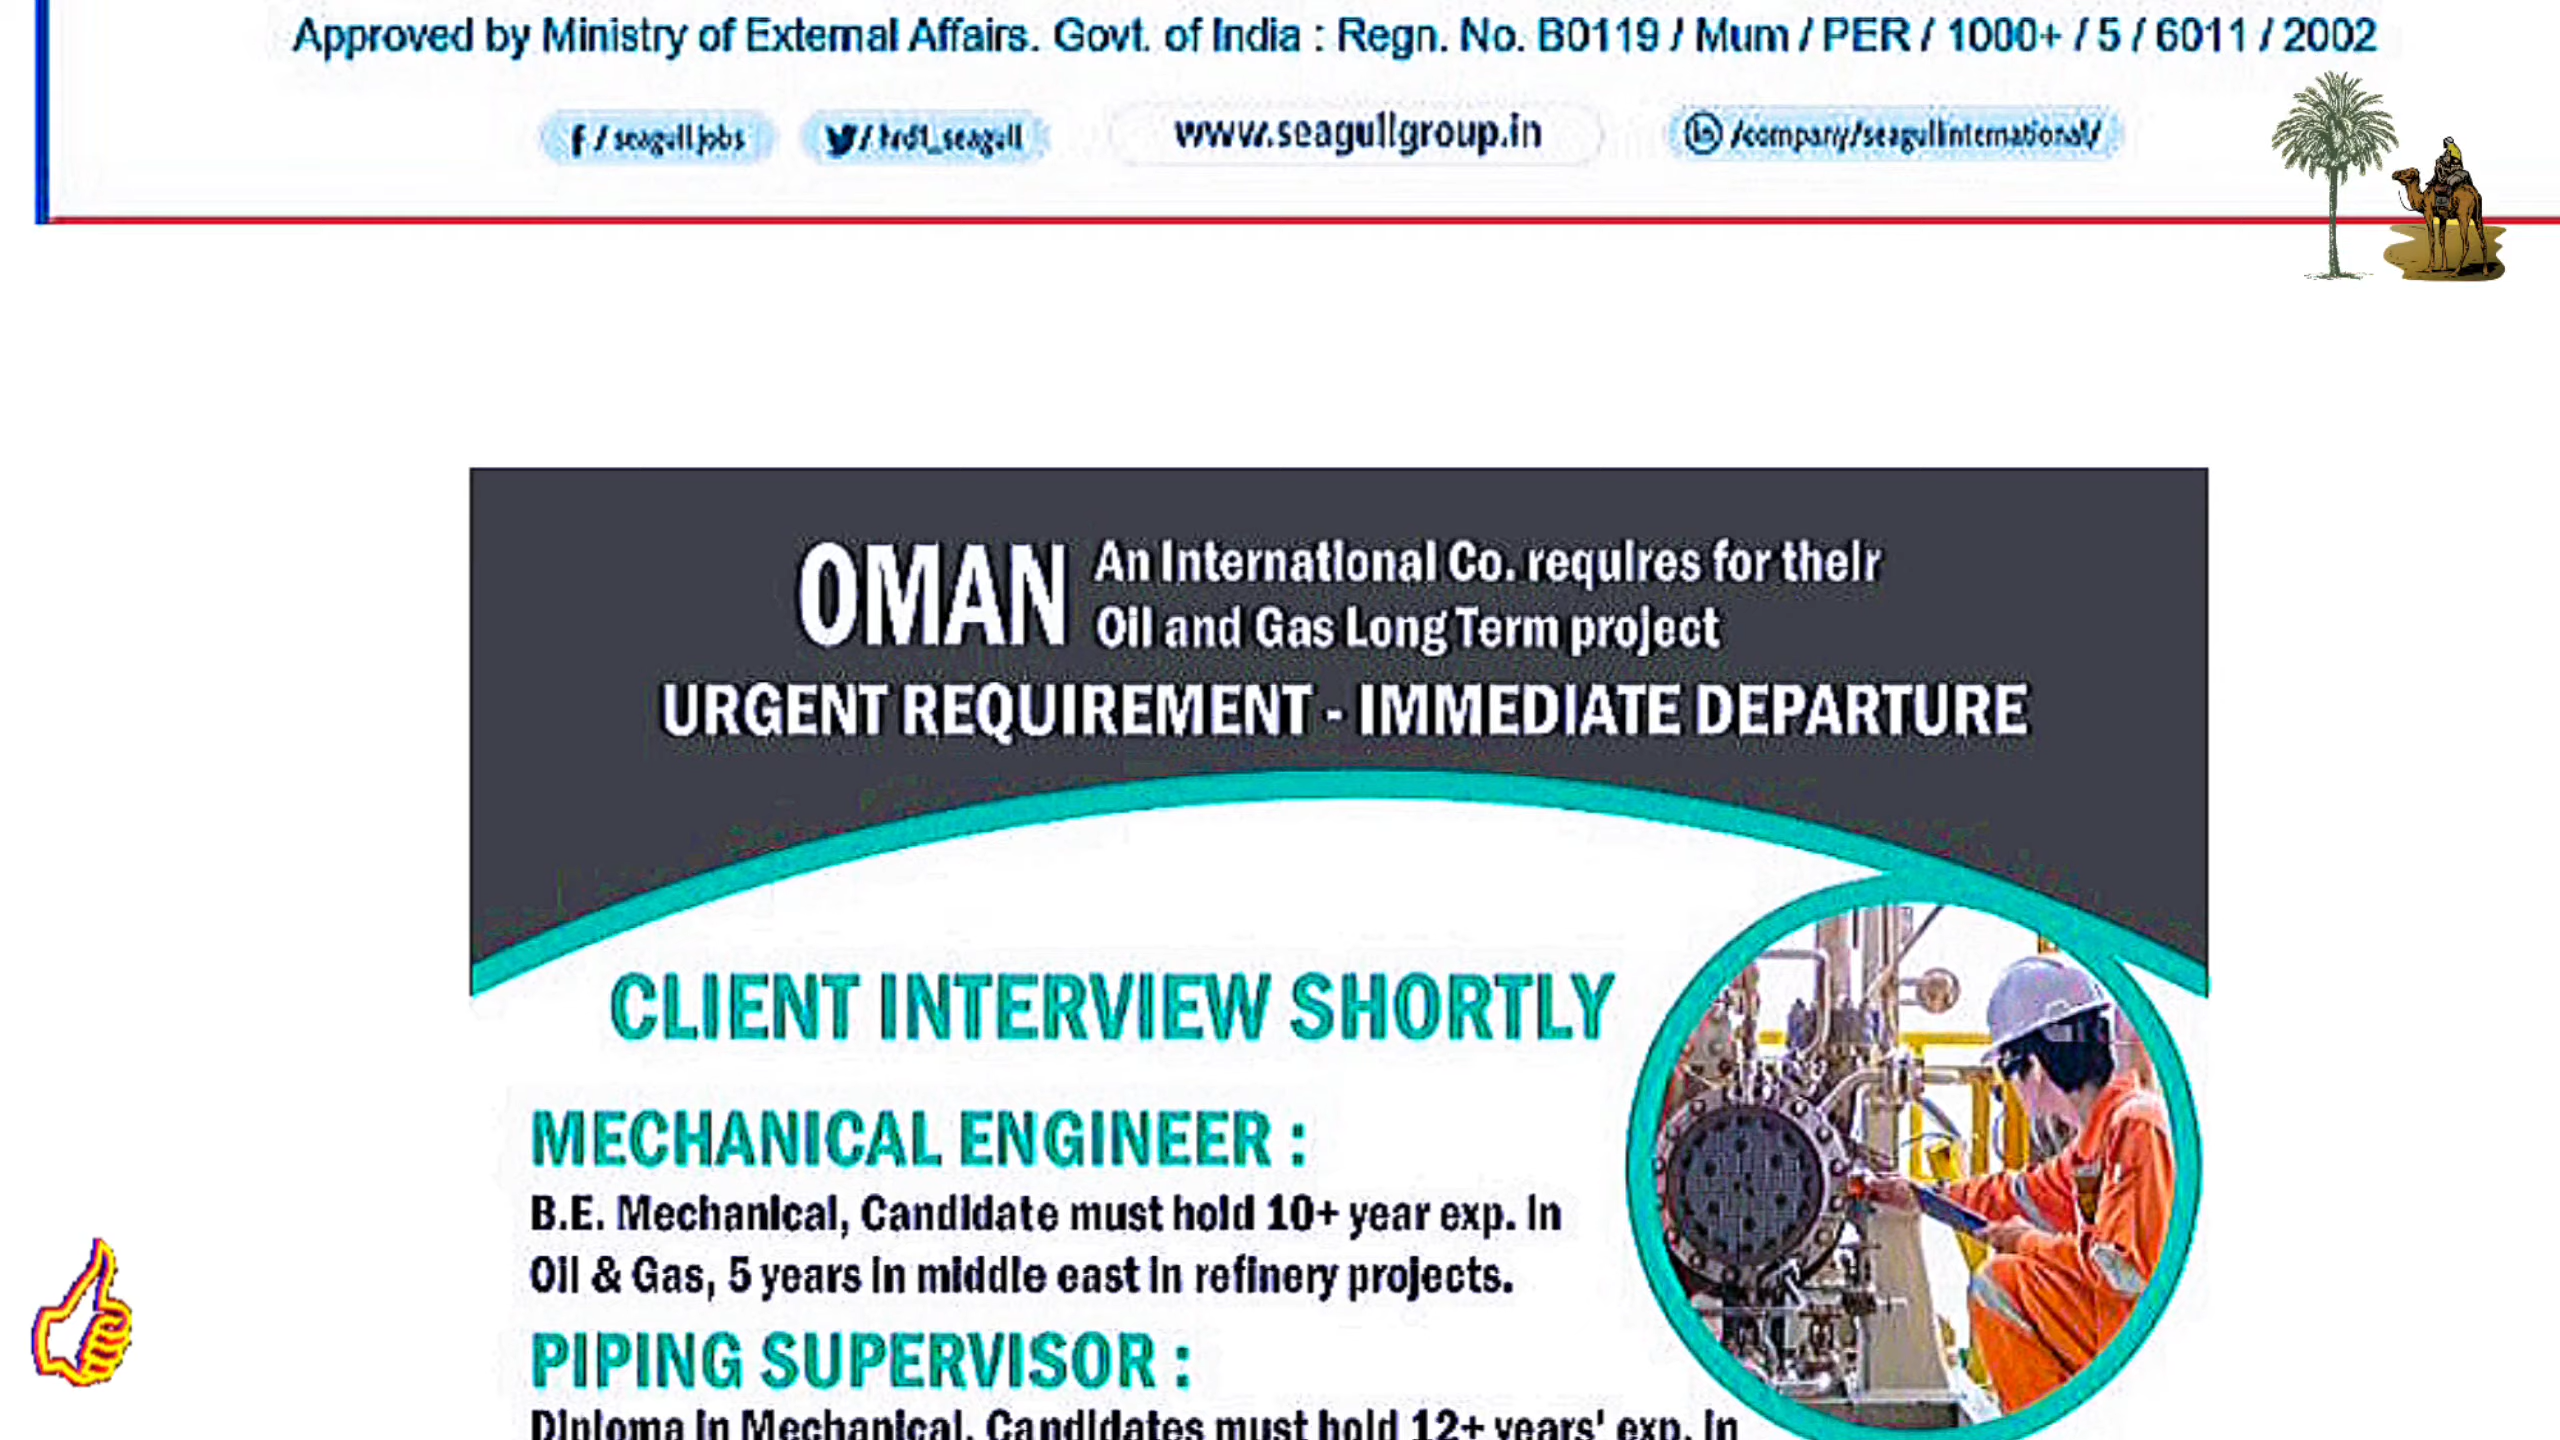 Approved by Ministry of External Affairs. Govt. of India : Regn. No. B0119 / Mum / PER / 1000+ / 5 / 6011 / 2002
f / seagulljobs / hrd1_seagull www.seagullgroup.in in /company/seagullinternational/
OMAN An International Co. requires for their
Oil and Gas Long Term project
URGENT REQUIREMENT - IMMEDIATE DEPARTURE
CLIENT INTERVIEW SHORTLY
MECHANICAL ENGINEER :
B.E. Mechanical, Candidate must hold 10+ year exp. in
Oil & Gas, 5 years in middle east in refinery projects.
PIPING SUPERVISOR :
Diploma in Mechanical, Candidates must hold 12+ years' exp. in